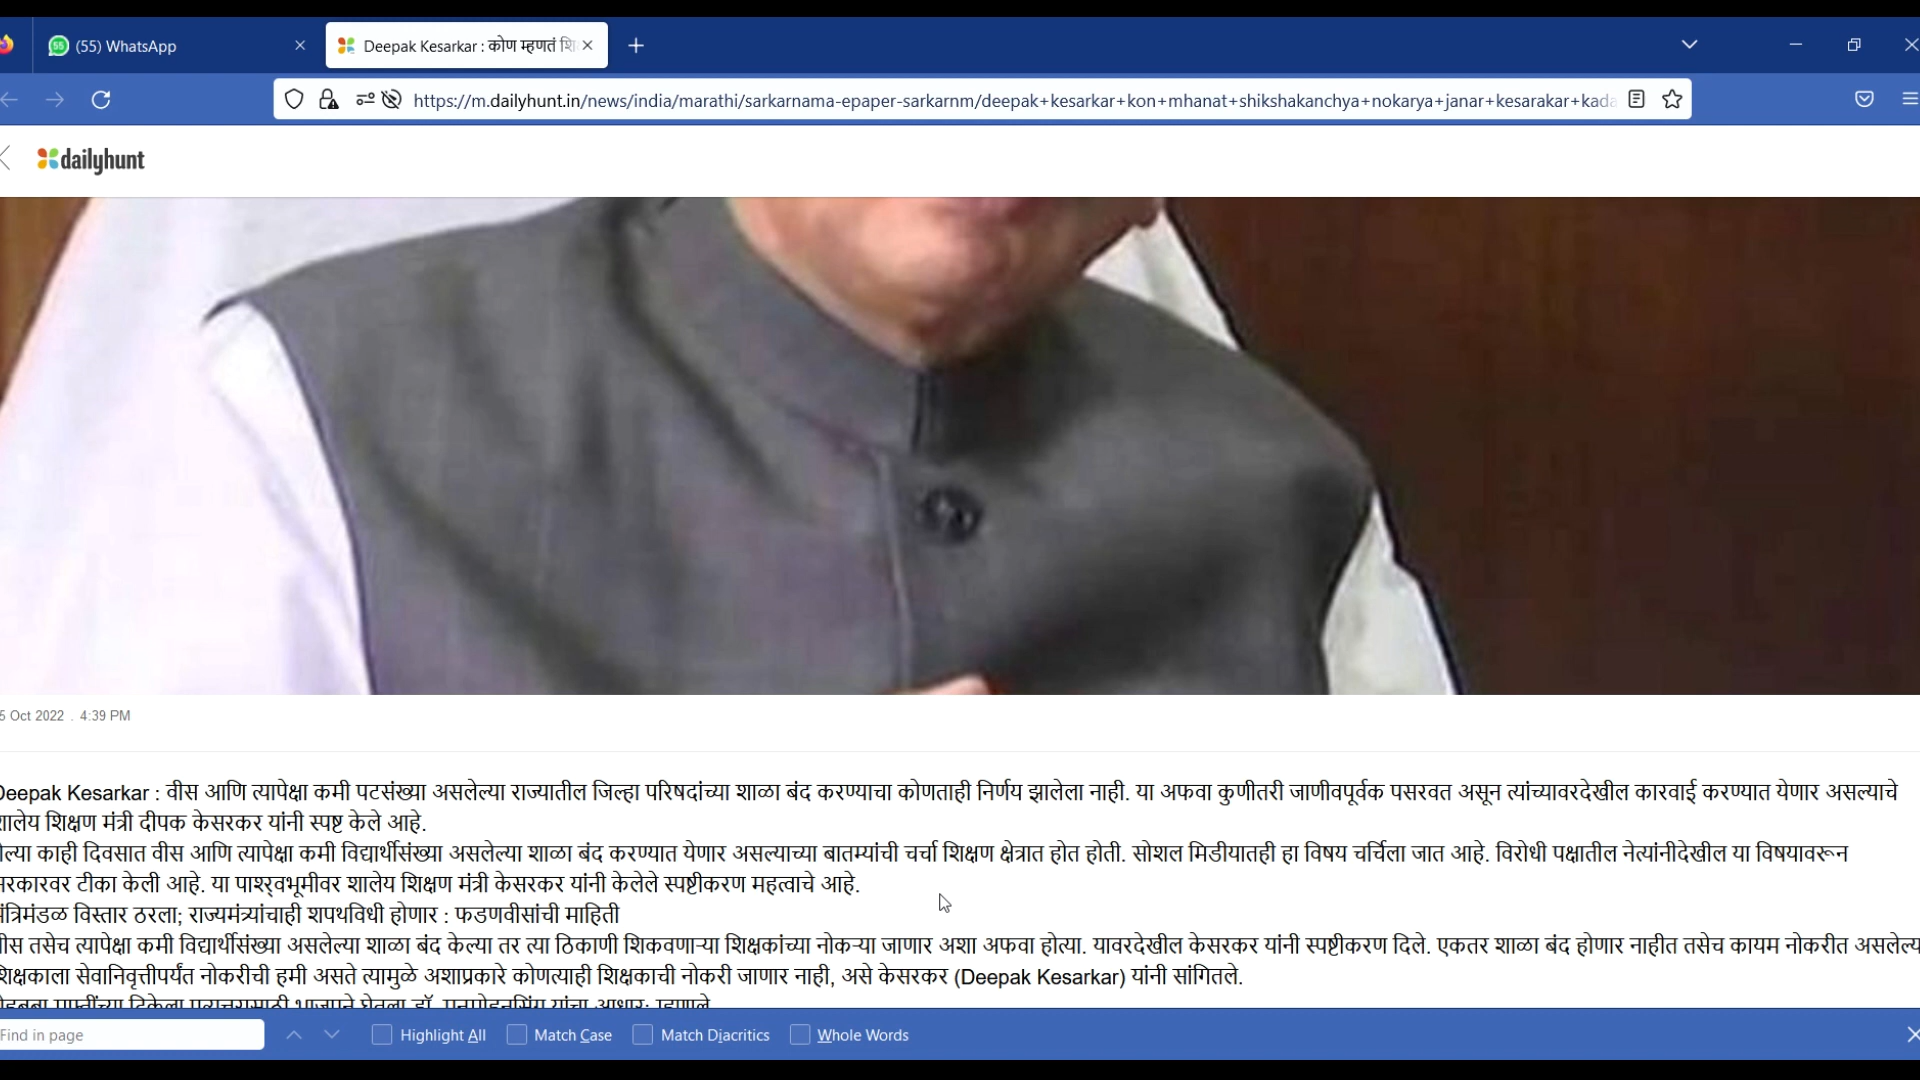 (55) WhatsApp
Deepak Kesarkar : कोण म्हणतं शि
https://m.dailyhunt.in/news/india/marathi/sarkarnama-epaper-sarkarnm/deepak+kesarkar+kon+mhanat+shikshakanchya+nokarya+janar+kesarakar+kada
dailyhunt
5 Oct 2022 . 4:39 PM
Deepak Kesarkar : वीस आणि त्यापेक्षा कमी पटसंख्या असलेल्या राज्यातील जिल्हा परिषदांच्या शाळा बंद करण्याचा कोणताही निर्णय झालेला नाही. या अफवा कुणीतरी जाणीवपूर्वक पसरवत असून त्यांच्यावरदेखील कारवाई करण्यात येणार असल्याचे
शालेय शिक्षण मंत्री दीपक केसरकर यांनी स्पष्ट केले आहे.
ल्या काही दिवसात वीस आणि त्यापेक्षा कमी विद्यार्थीसंख्या असलेल्या शाळा बंद करण्यात येणार असल्याच्या बातम्यांची चर्चा शिक्षण क्षेत्रात होत होती. सोशल मिडीयातही हा विषय चर्चिला जात आहे. विरोधी पक्षातील नेत्यांनीदेखील या विषयावरून
सरकारवर टीका केली आहे. या पाश्र्वभूमीवर शालेय शिक्षण मंत्री केसरकर यांनी केलेले स्पष्टीकरण महत्वाचे आहे.
मंत्रिमंडळ विस्तार ठरला; राज्यमंत्र्यांचाही शपथविधी होणार : फडणवीसांची माहिती
वीस तसेच त्यापेक्षा कमी विद्यार्थीसंख्या असलेल्या शाळा बंद केल्या तर त्या ठिकाणी शिकवणाऱ्या शिक्षकांच्या नोकऱ्या जाणार अशा अफवा होत्या. यावरदेखील केसरकर यांनी स्पष्टीकरण दिले. एकतर शाळा बंद होणार नाहीत तसेच कायम नोकरीत असलेल्य
शिक्षकाला सेवानिवृत्तीपर्यंत नोकरीची हमी असते त्यामुळे अशाप्रकारे कोणत्याही शिक्षकाची नोकरी जाणार नाही, असे केसरकर (Deepak Kesarkar) यांनी सांगितले.
Find in page
Highlight All
Match Case
Match Diacritics
Whole Words